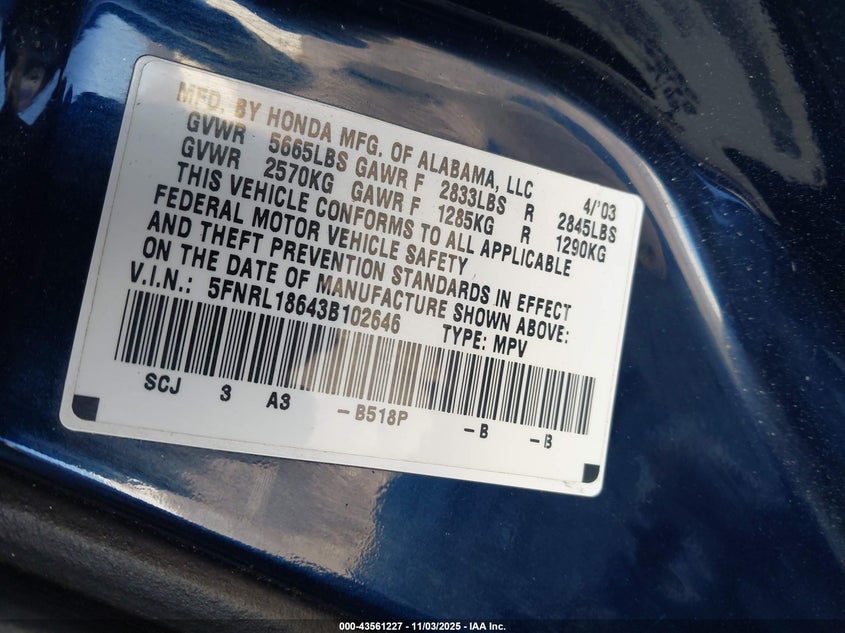 MFD. BY HONDA MFG. OF ALABAMA, LLC 4/'03
GVWR 5665LBS GAWR F 2833LBS R 2845LBS
GVWR 2570KG GAWR F 1285KG R 1290KG
THIS VEHICLE CONFORMS TO ALL APPLICABLE
FEDERAL MOTOR VEHICLE SAFETY
AND THEFT PREVENTION STANDARDS IN EFFECT
ON THE DATE OF MANUFACTURE SHOWN ABOVE:
V.I.N.: 5FNRL18643B102646 TYPE: MPV
SCJ 3 A3 -B518P -B -B
000-43561227 - 11/03/2025 - IAA Inc.